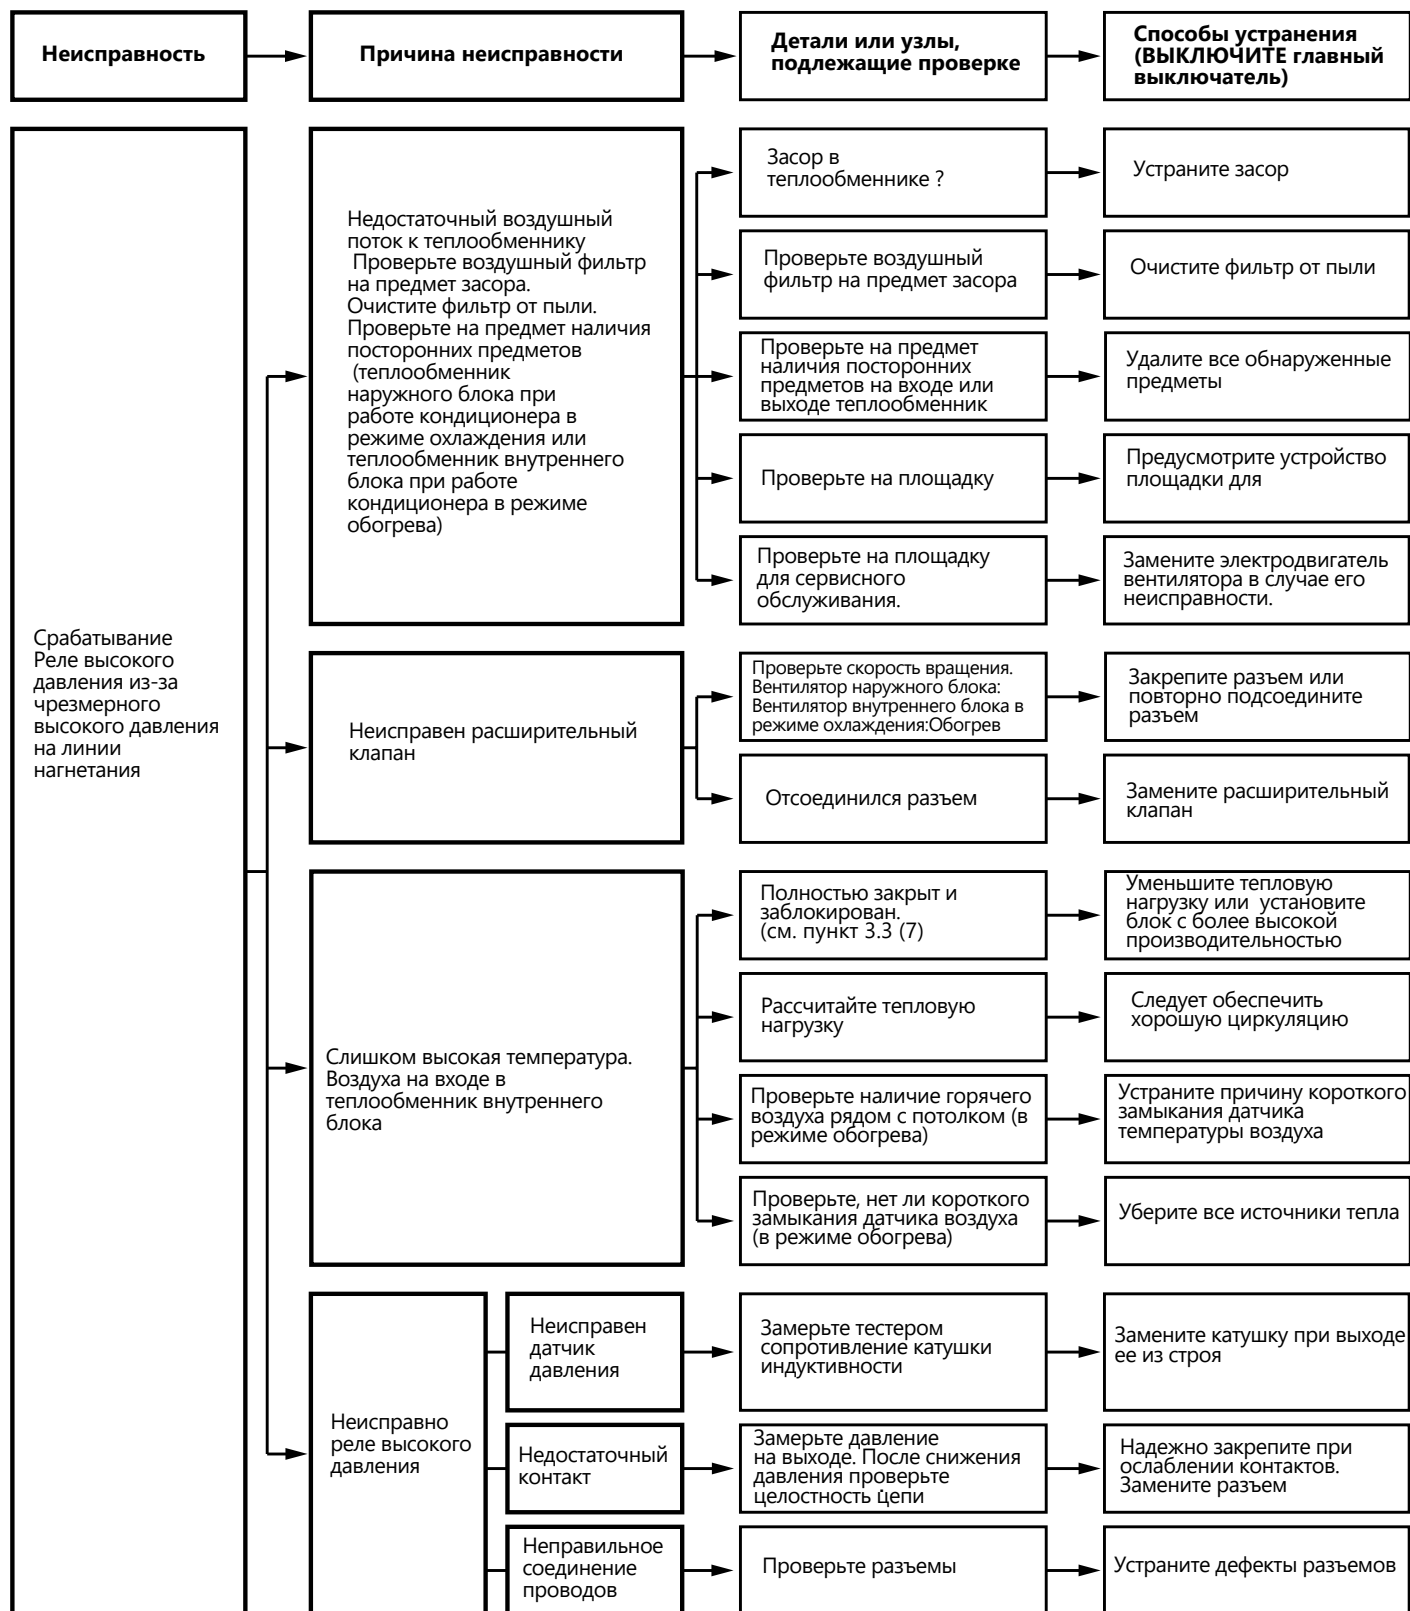 Неисправность
Причина неисправности
Детали или узлы,
подлежащие проверке
Способы устранения
(ВЫКЛЮЧИТЕ главный
выключатель)
Срабатывание
Реле высокого
давления из-за
чрезмерного
высокого давления
на линии
нагнетания
Недостаточный воздушный
поток к теплообменнику
Проверьте воздушный фильтр
на предмет засора.
Очистите фильтр от пыли.
Проверьте на предмет наличия
посторонних предметов
(теплообменник
наружного блока при
работе кондиционера в
режиме охлаждения или
теплообменник внутреннего
блока при работе
кондиционера в режиме
обогрева)
Засор в
теплообменнике ?
Устраните засор
Проверьте воздушный
фильтр на предмет засора
Очистите фильтр от пыли
Проверьте на предмет
наличия посторонних
предметов на входе или
выходе теплообменник
Удалите все обнаруженные
предметы
Проверьте на площадку
Предусмотрите устройство
площадки для
Проверьте на площадку
для сервисного
обслуживания.
Замените электродвигатель
вентилятора в случае его
неисправности.
Неисправен расширительный
клапан
Проверьте скорость вращения.
Вентилятор наружного блока:
Вентилятор внутреннего блока в
режиме охлаждения:Обогрев
Закрепите разъем или
повторно подсоедините
разъем
Отсоединился разъем
Замените расширительный
клапан
Слишком высокая температура.
Воздуха на входе в
теплообменник внутреннего
блока
Полностью закрыт и
заблокирован.
(см. пункт 3.3 (7)
Уменьшите тепловую
нагрузку или установите
блок с более высокой
производительностью
Рассчитайте тепловую
нагрузку
Следует обеспечить
хорошую циркуляцию
Проверьте наличие горячего
воздуха рядом с потолком (в
режиме обогрева)
Устраните причину короткого
замыкания датчика
температуры воздуха
Проверьте, нет ли короткого
замыкания датчика воздуха
(в режиме обогрева)
Уберите все источники тепла
Неисправно
реле высокого
давления
Неисправен
датчик
давления
Замерьте тестером
сопротивление катушки
индуктивности
Замените катушку при выходе
ее из строя
Недостаточный
контакт
Замерьте давление
на выходе. После снижения
давления проверьте
целостность цепи
Надежно закрепите при
ослаблении контактов.
Замените разъем
Неправильное
соединение
проводов
Проверьте разъемы
Устраните дефекты разъемов